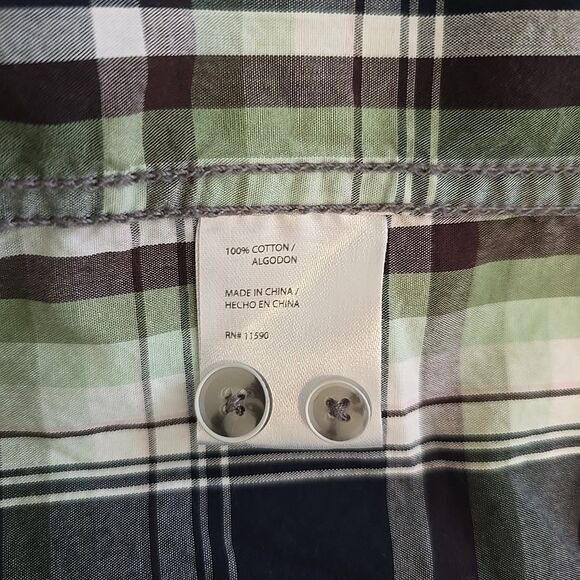 100% COTTON /
ALGODON
MADE IN CHINA /
HECHO EN CHINA
RN# 11590